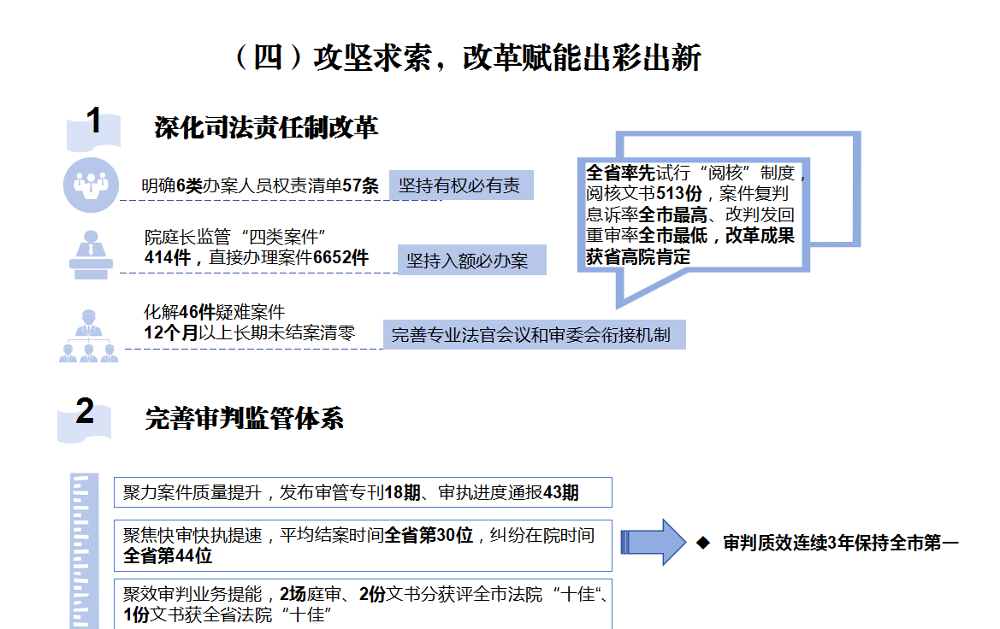 （四）攻坚求索，改革赋能出彩出新
1
深化司法责任制改革
明确6类办案人员权责清单57条
坚持有权必有责
院庭长监管“四类案件”
414件，直接办理案件6652件
坚持入额必办案
化解46件疑难案件
12个月以上长期未结案清零
完善专业法官会议和审委会衔接机制
全省率先试行“阅核”制度，
阅核文书513份，案件复判
息诉率全市最高、改判发回
重审率全市最低，改革成果
获省高院肯定
2
完善审判监管体系
聚力案件质量提升，发布审管专刊18期、审执进度通报43期
聚焦快审快执提速，平均结案时间全省第30位，纠纷在院时间
全省第44位
聚效审判业务提能，2场庭审、2份文书分获评全市法院“十佳“、
1份文书获全省法院“十佳”
◆ 审判质效连续3年保持全市第一